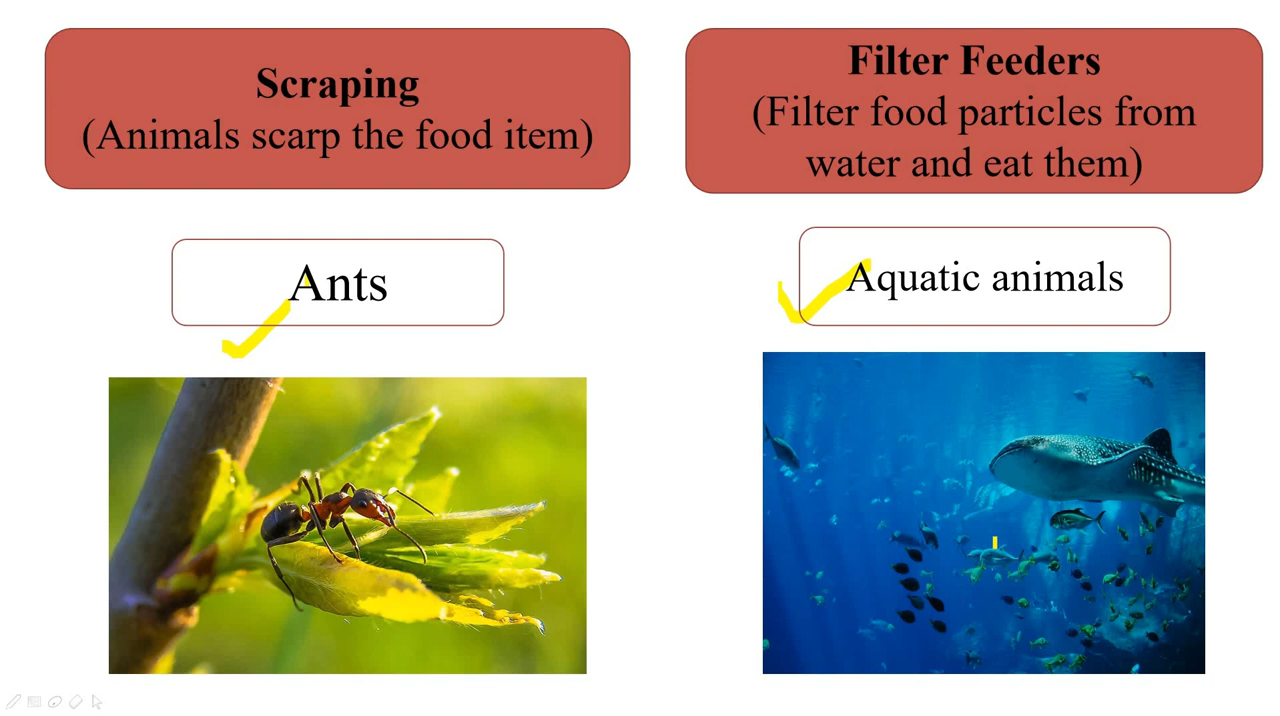 Scraping
(Animals scarp the food item)
Ants
Filter Feeders
(Filter food particles from
water and eat them)
Aquatic animals